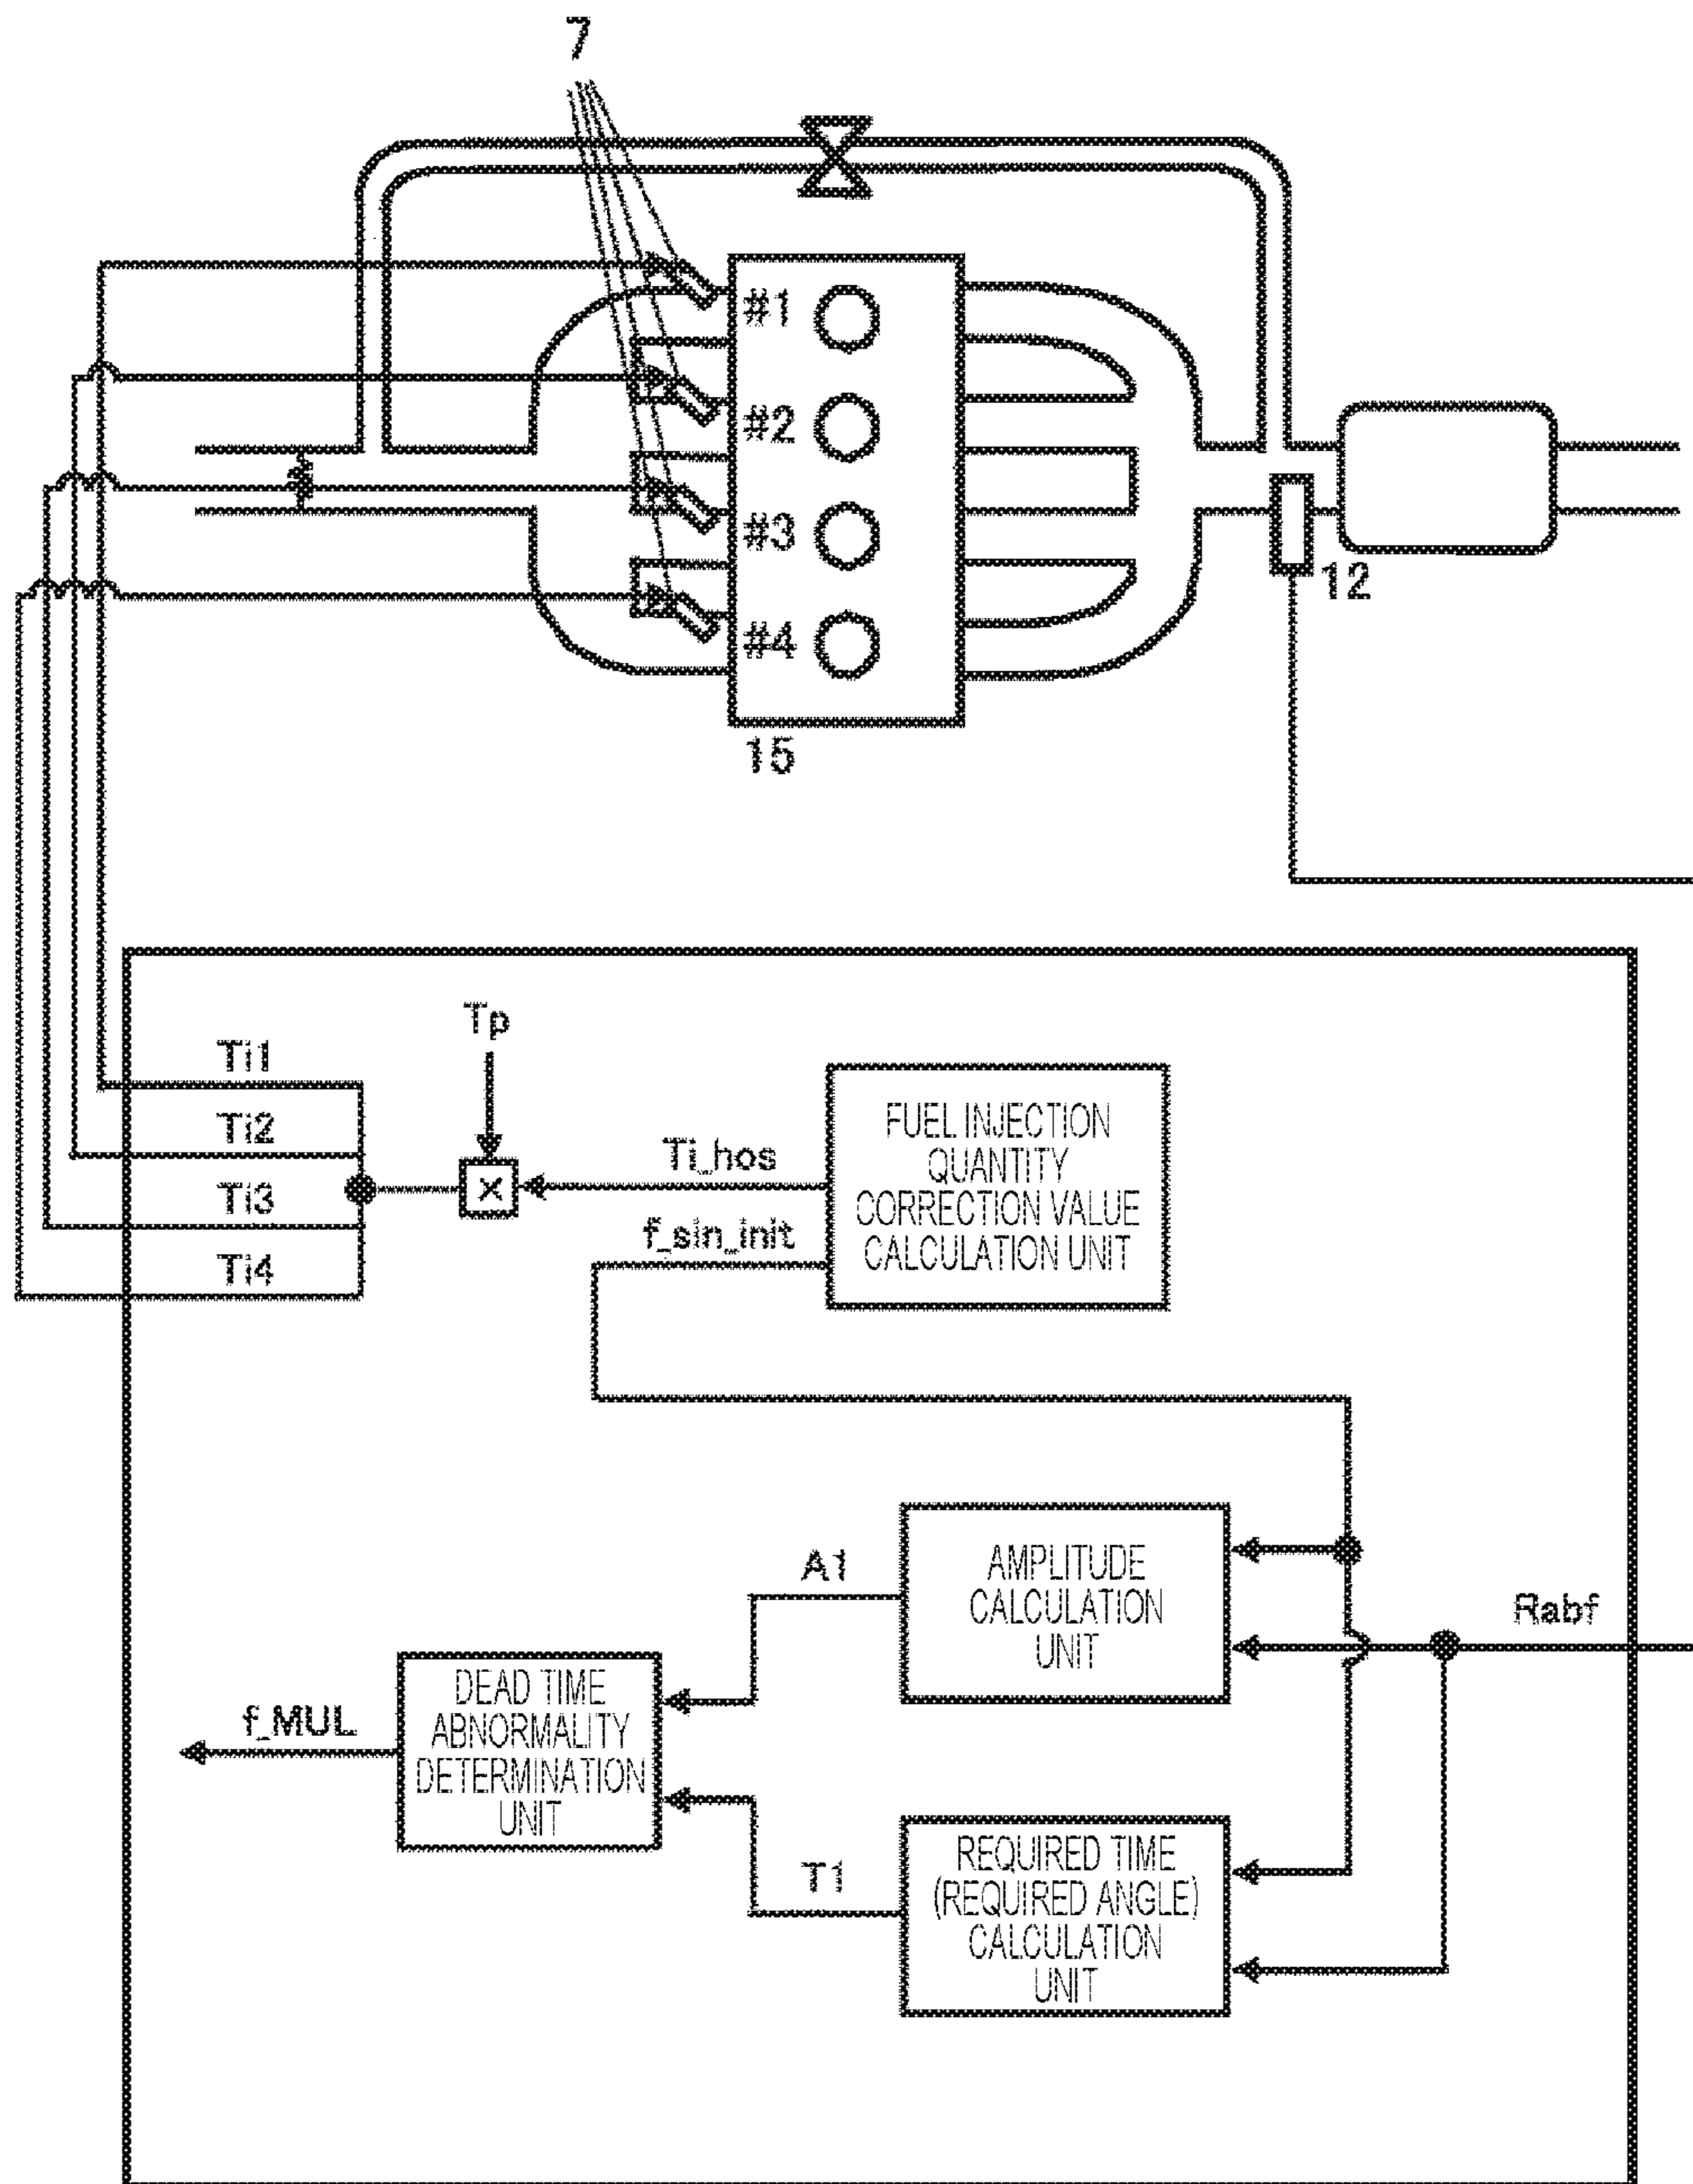 7
#1
#2
#3
#4
12
15
Tp
Ti1
Ti2
Ti3
Ti4
×
Ti_hos
f_sin_init
FUEL INJECTION
QUANTITY
CORRECTION VALUE
CALCULATION UNIT
A1
AMPLITUDE
CALCULATION
UNIT
Rabf
f_MUL
DEAD TIME
ABNORMALITY
DETERMINATION
UNIT
T1
REQUIRED TIME
(REQUIRED ANGLE)
CALCULATION
UNIT